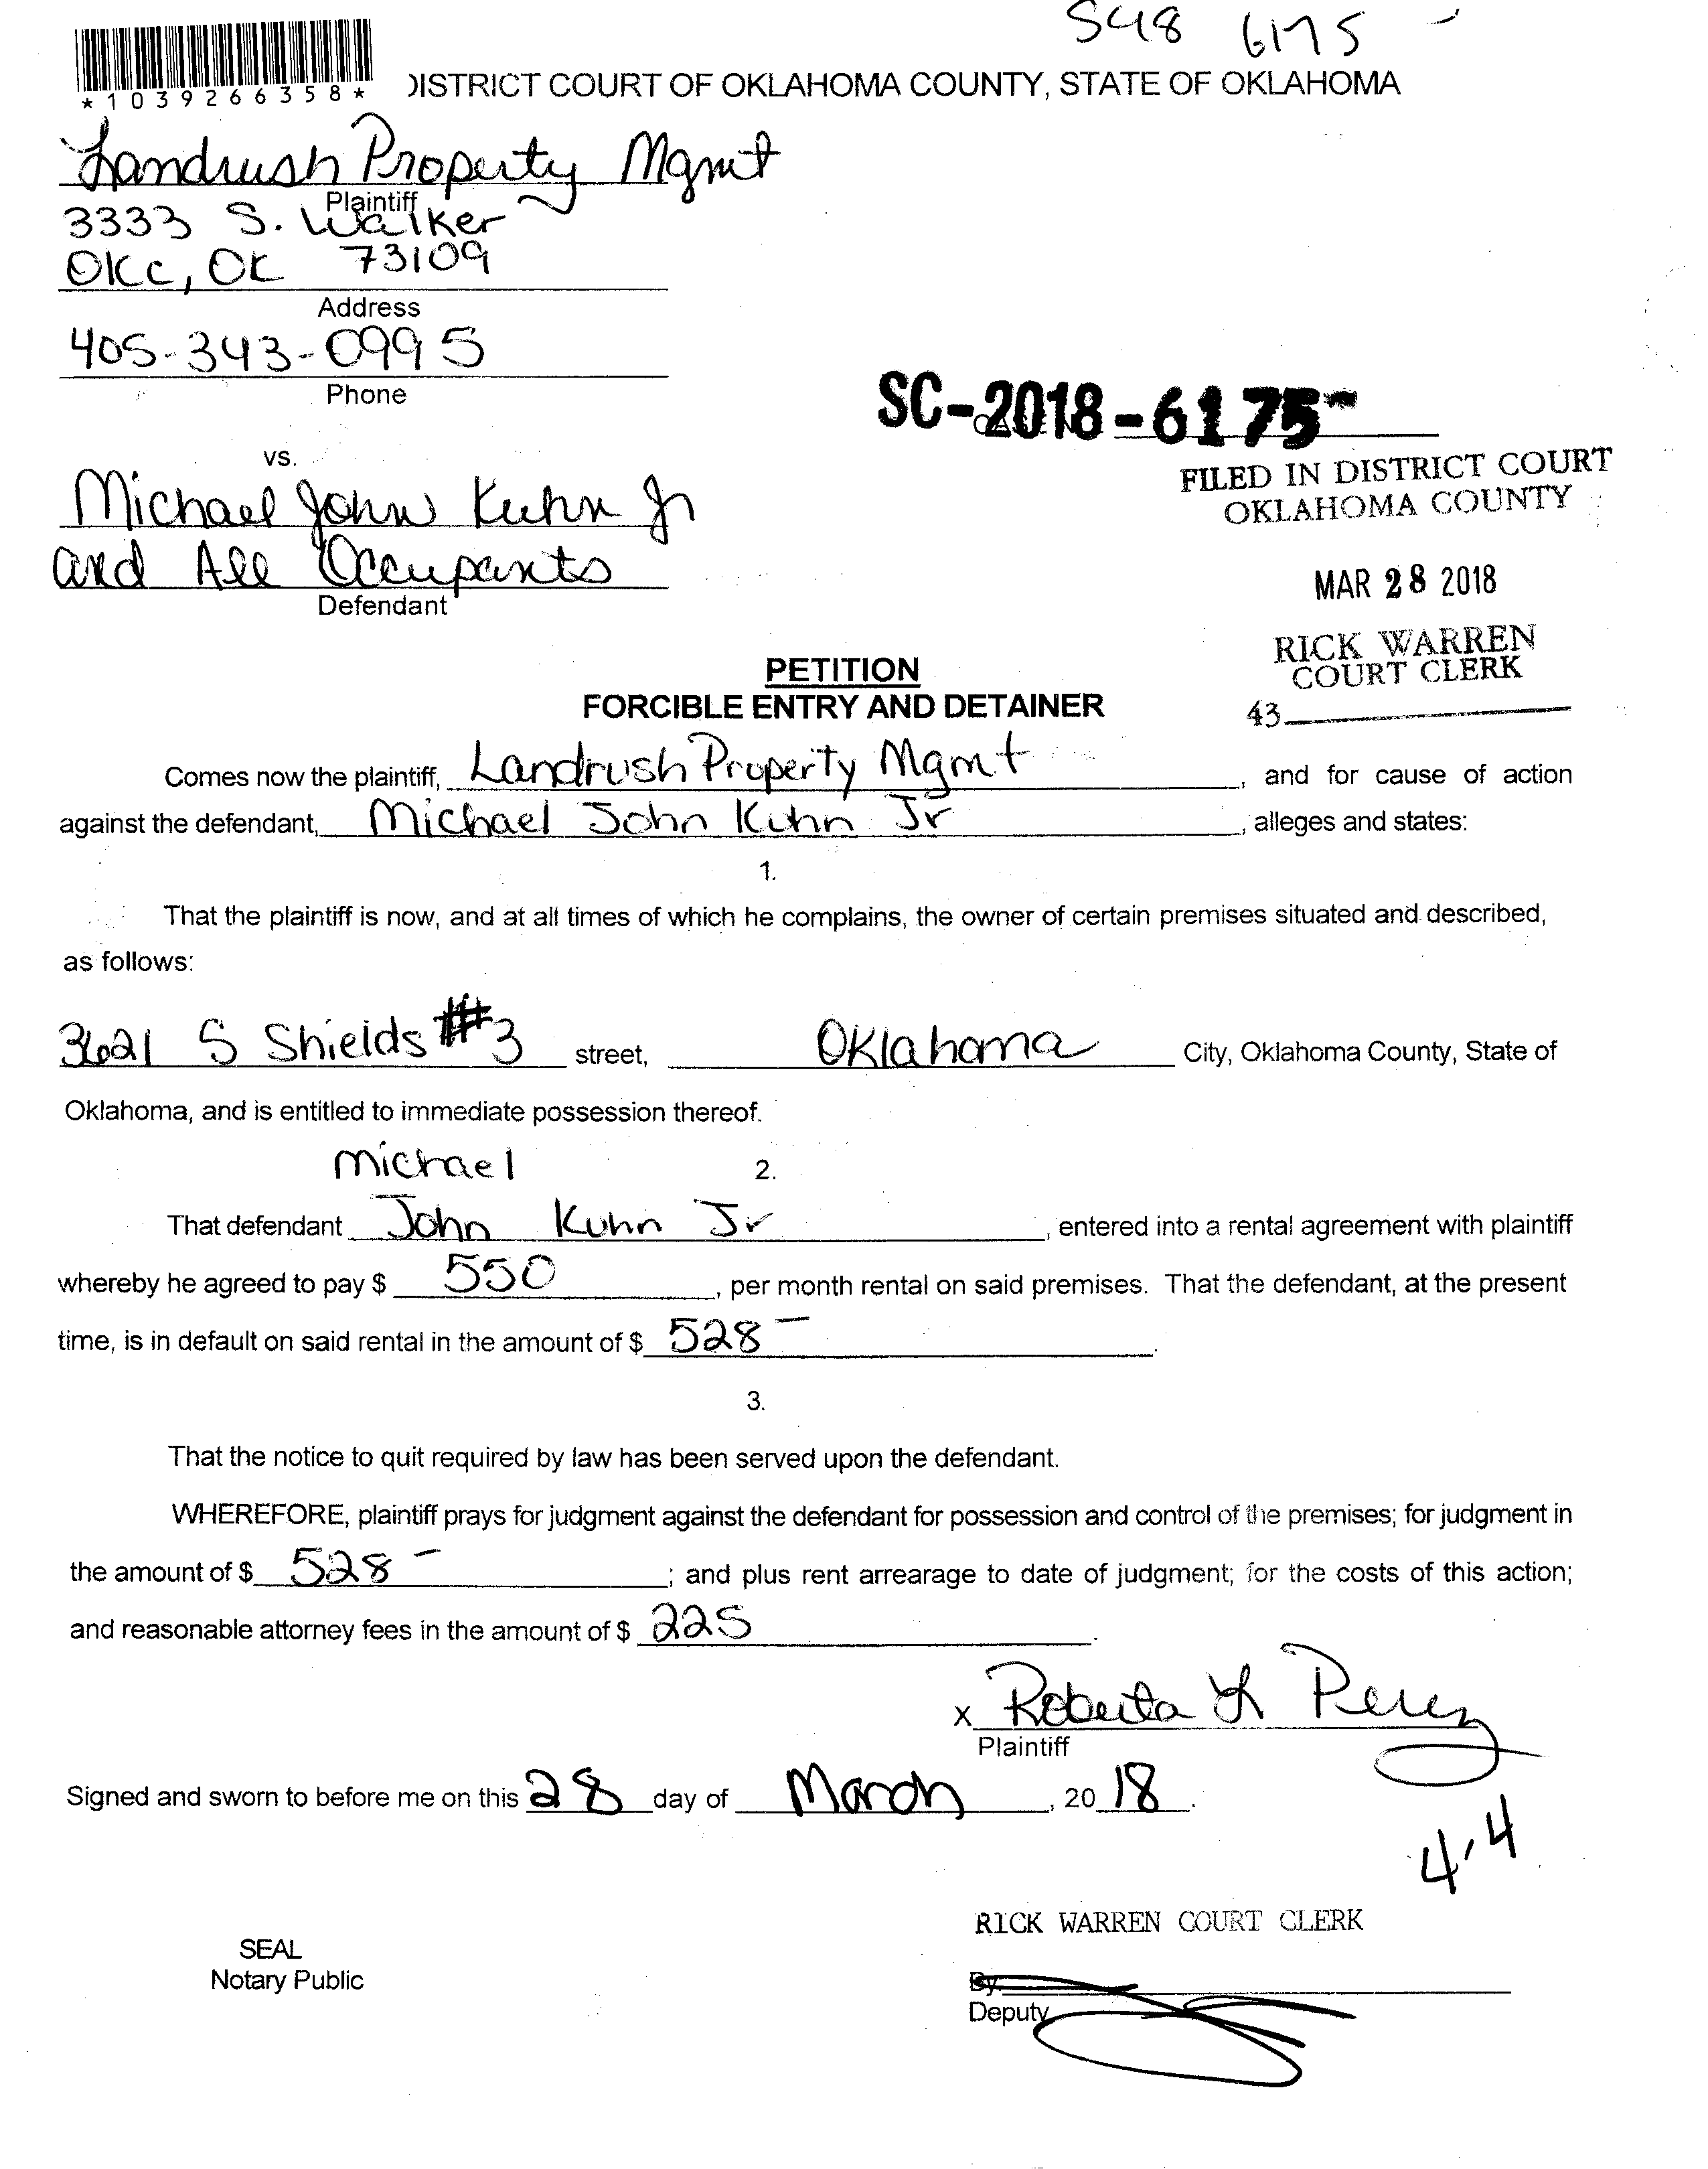 S48 6175 -
*1039266358*
DISTRICT COURT OF OKLAHOMA COUNTY, STATE OF OKLAHOMA
Landrush Property Mgmt
Plaintiff
3333 S. Walker
OKC, OK 73109
Address
405-343-0995
Phone
SC-2018-6175-
vs.
FILED IN DISTRICT COURT
OKLAHOMA COUNTY
Michael John Kuhn Jr
and All Occupants
Defendant
MAR 28 2018
RICK WARREN
COURT CLERK
43
PETITION
FORCIBLE ENTRY AND DETAINER
Comes now the plaintiff, Landrush Property Mgmt, and for cause of action
against the defendant, Michael John Kuhn Jr, alleges and states:
1.
That the plaintiff is now, and at all times of which he complains, the owner of certain premises situated and described,
as follows:
3621 S Shields #3 street, Oklahoma City, Oklahoma County, State of
Oklahoma, and is entitled to immediate possession thereof.
2.
Michael
That defendant John Kuhn Jr, entered into a rental agreement with plaintiff
whereby he agreed to pay $ 550, per month rental on said premises. That the defendant, at the present
time, is in default on said rental in the amount of $ 528-.
3.
That the notice to quit required by law has been served upon the defendant.
WHEREFORE, plaintiff prays for judgment against the defendant for possession and control of the premises; for judgment in
the amount of $ 528-; and plus rent arrearage to date of judgment; for the costs of this action;
and reasonable attorney fees in the amount of $ 225.
x Roberta L Perez
Plaintiff
Signed and sworn to before me on this 28 day of March, 20 18.
4-4
RICK WARREN COURT CLERK
SEAL
Notary Public
By
Deputy